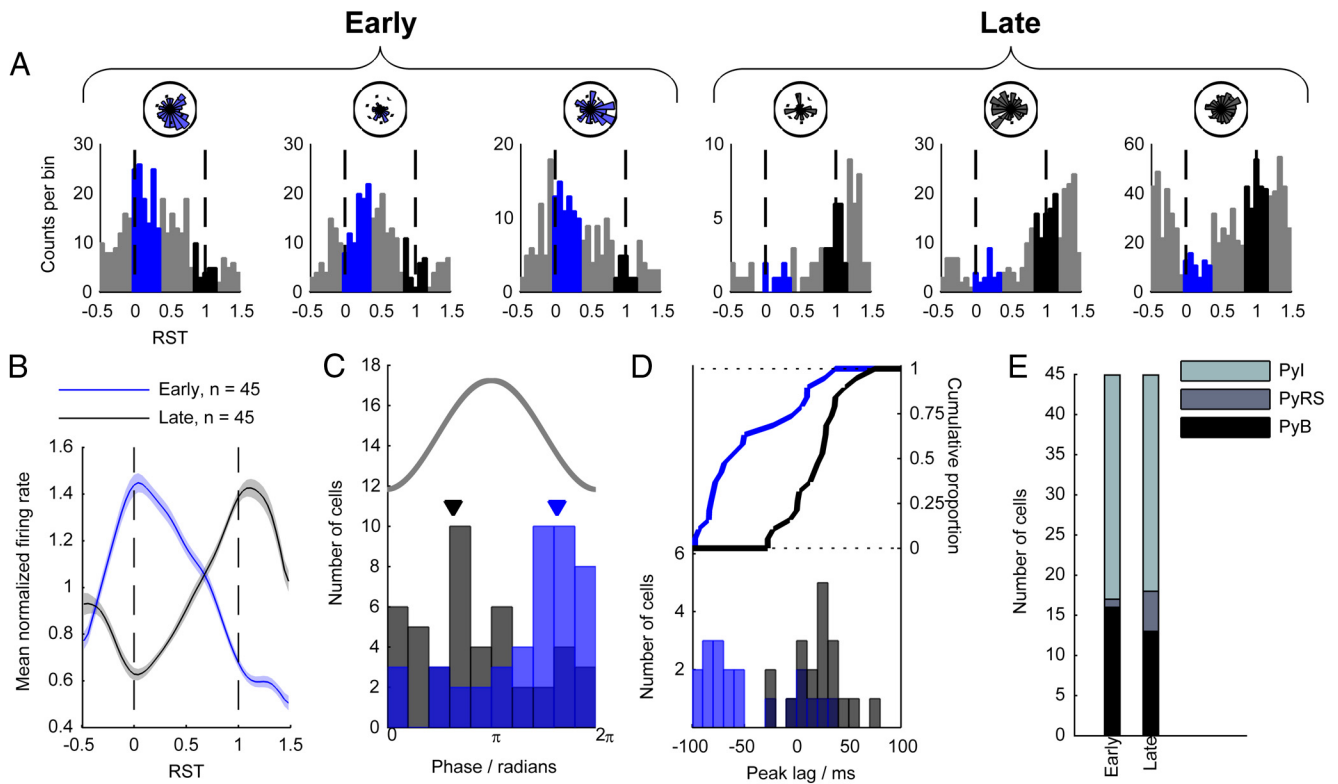 Early Late
A
Counts per bin
30 30 20 10 50 60
20 20 40 40
30
10 10 10 5 20 20
10
0 0 0 0 0 0
-0.5 0 0.5 1 1.5 -0.5 0 0.5 1 1.5 -0.5 0 0.5 1 1.5 -0.5 0 0.5 1 1.5 -0.5 0 0.5 1 1.5 -0.5 0 0.5 1 1.5
RST
B
Early, n = 45
Late, n = 45
Mean normalized firing rate
1.6
1.4
1.2
1
0.8
0.6
0.4
-0.5 0 0.5 1 1.5
RST
C
Number of cells
18
16
14
12
10
8
6
4
2
0
0 π 2π
Phase / radians
D
Cumulative proportion
1
0.75
0.5
0.25
0
Number of cells
6
4
2
-100 -50 0 50 100
Peak lag / ms
E
PyI
PyRS
PyB
Number of cells
45
40
35
30
25
20
15
10
5
0
Early
Late